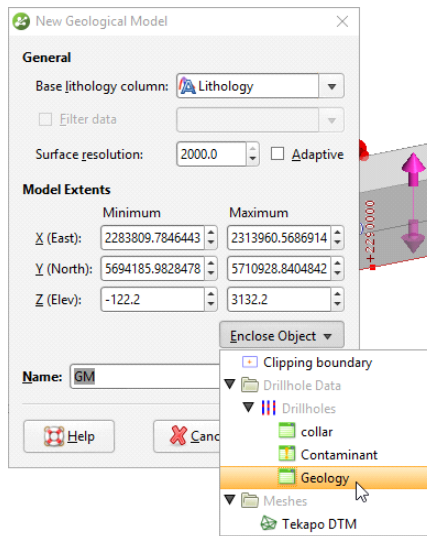 New Geological Model
General
Base lithology column: Lithology
Filter data
Surface resolution: 2000.0 Adaptive
Model Extents
Minimum Maximum
X (East): 2283809.7846443 2313960.5686914
Y (North): 5694185.9828478 5710928.8404842
Z (Elev): -122.2 3132.2
Enclose Object
Name: GM
Help Canc
Clipping boundary
Drillhole Data
Drillholes
collar
Contaminant
Geology
Meshes
Tekapo DTM
+2290000